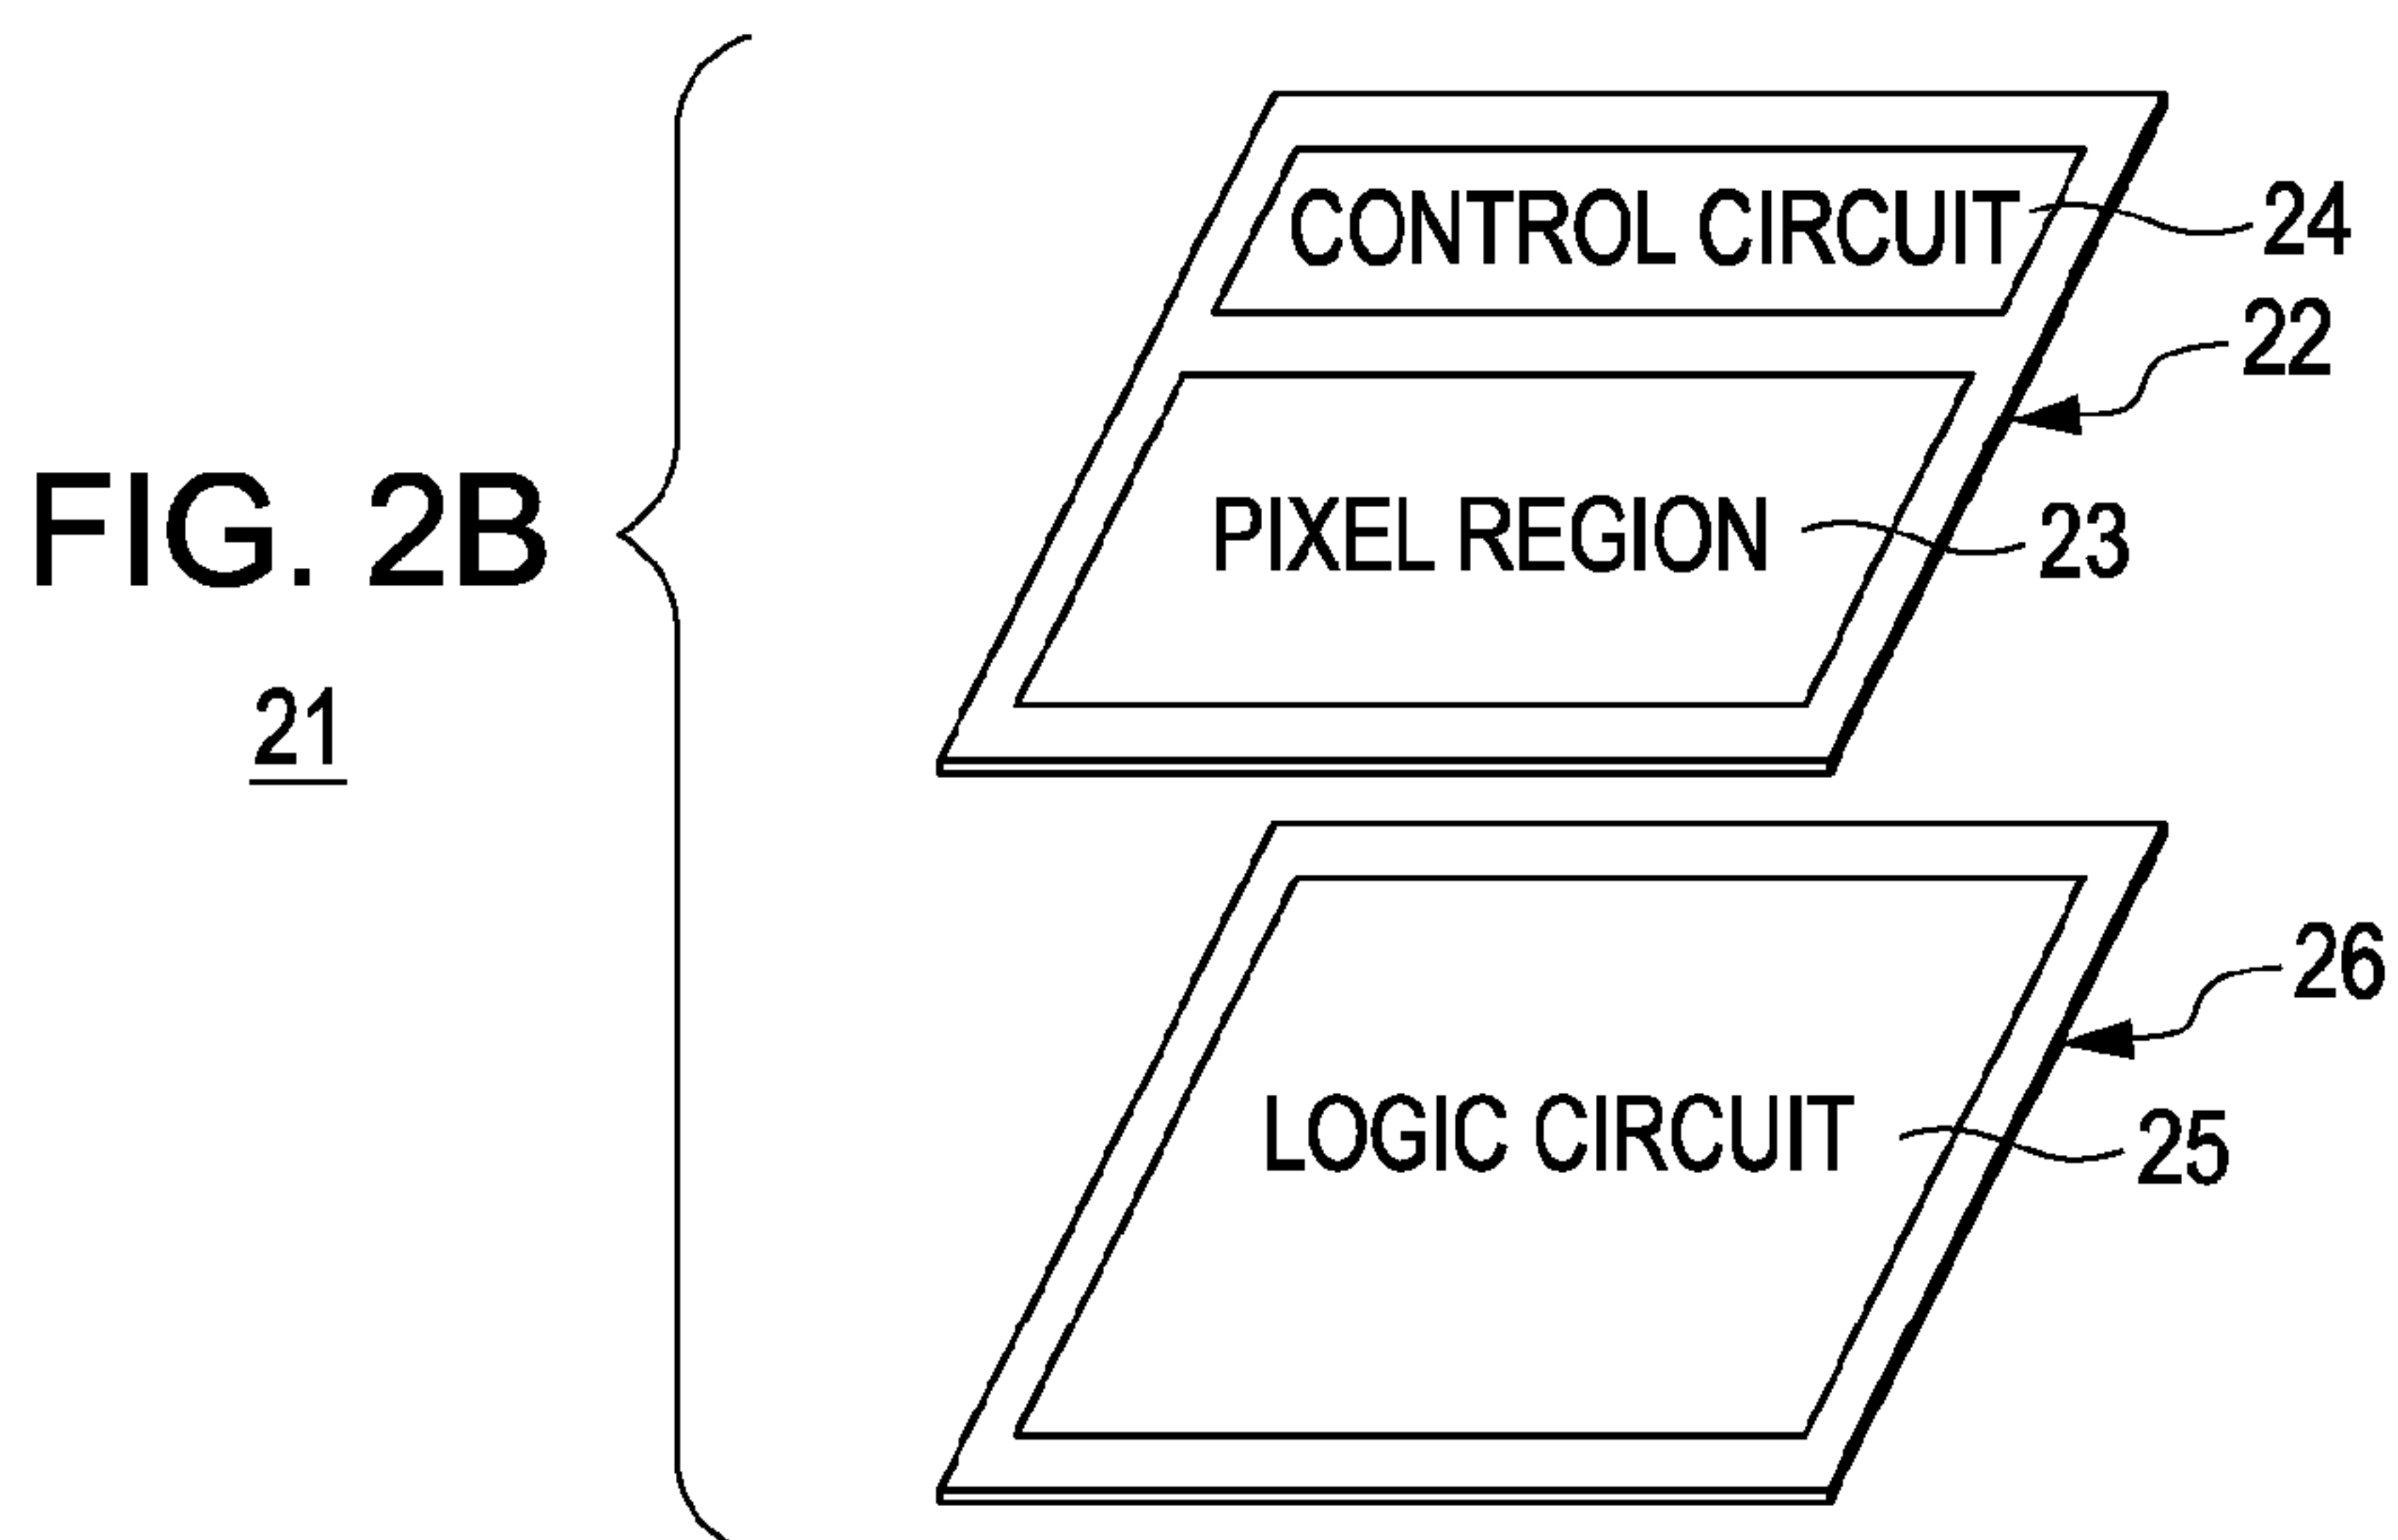 FIG. 2B
21
CONTROL CIRCUIT
24
22
PIXEL REGION
23
26
LOGIC CIRCUIT
25